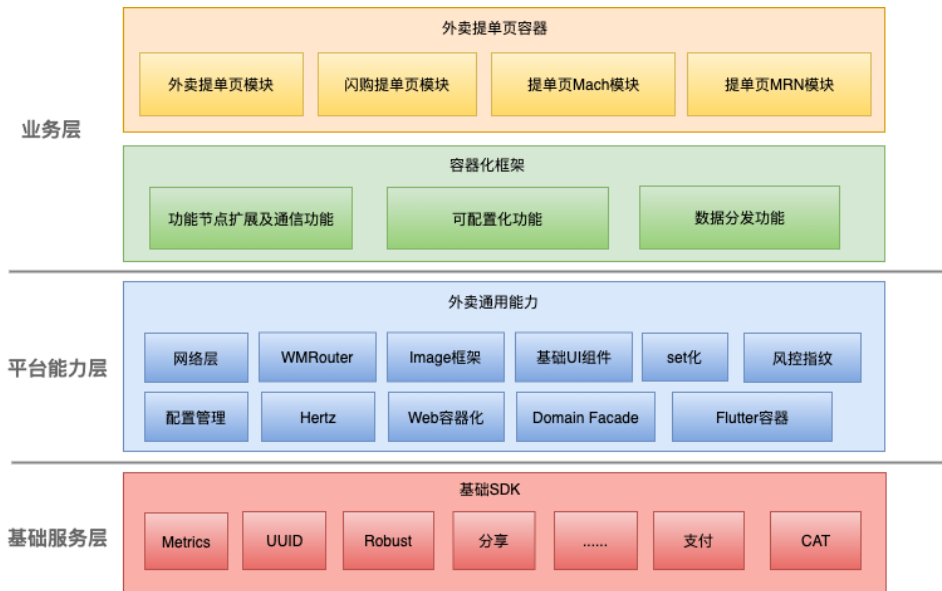 外卖提单页容器
外卖提单页模块 闪购提单页模块 提单页Mach模块 提单页MRN模块
业务层
容器化框架
功能节点扩展及通信功能 可配置化功能 数据分发功能
外卖通用能力
网络层 WMRouter Image框架 基础UI组件 set化 风控指纹
平台能力层
配置管理 Hertz Web容器化 Domain Facade Flutter容器
基础SDK
基础服务层
Metrics UUID Robust 分享 ...... 支付 CAT